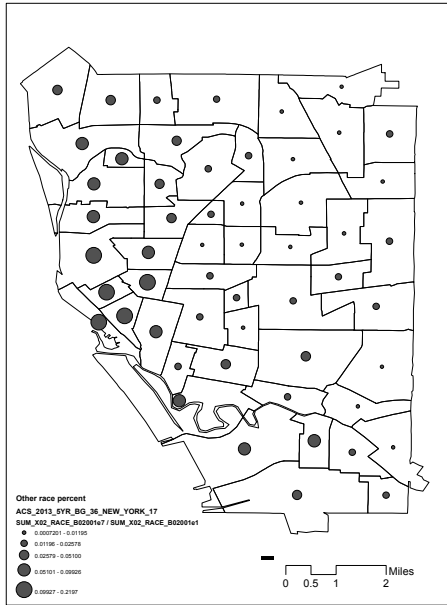 Other race percent
ACS_2013_5YR_BG_36_NEW_YORK_17
SUM_X02_RACE_B02001e7 / SUM_X02_RACE_B02001e1
0.0007201 - 0.01195
0.01196 - 0.02578
0.02579 - 0.05100
0.05101 - 0.09926
0.09927 - 0.2197
Miles
0 0.5 1 2